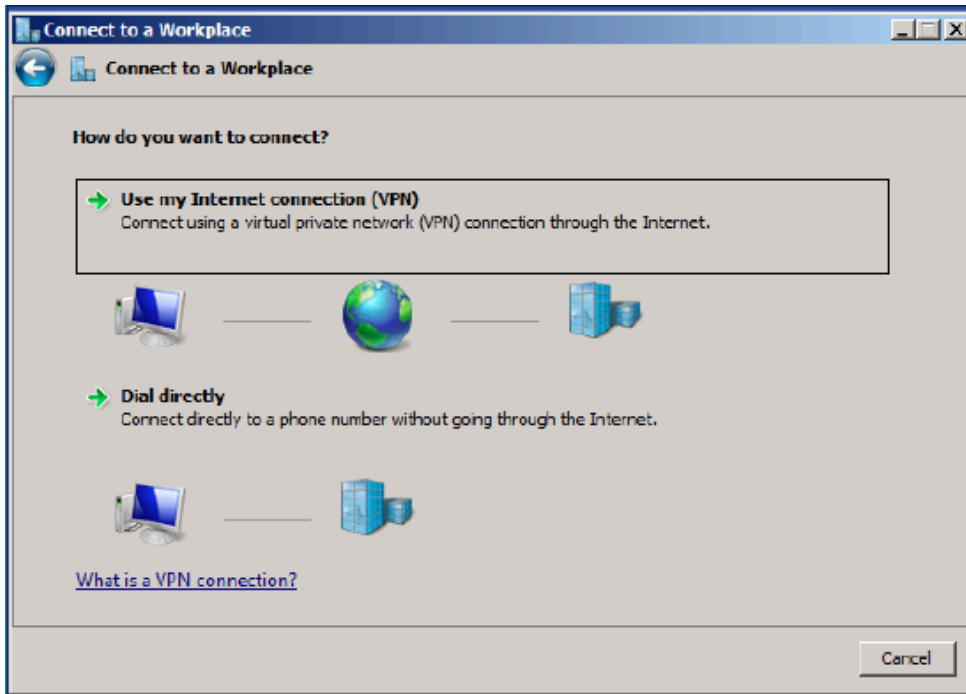 Connect to a Workplace
Connect to a Workplace
How do you want to connect?
Use my Internet connection (VPN)
Connect using a virtual private network (VPN) connection through the Internet.
Dial directly
Connect directly to a phone number without going through the Internet.
What is a VPN connection?
Cancel